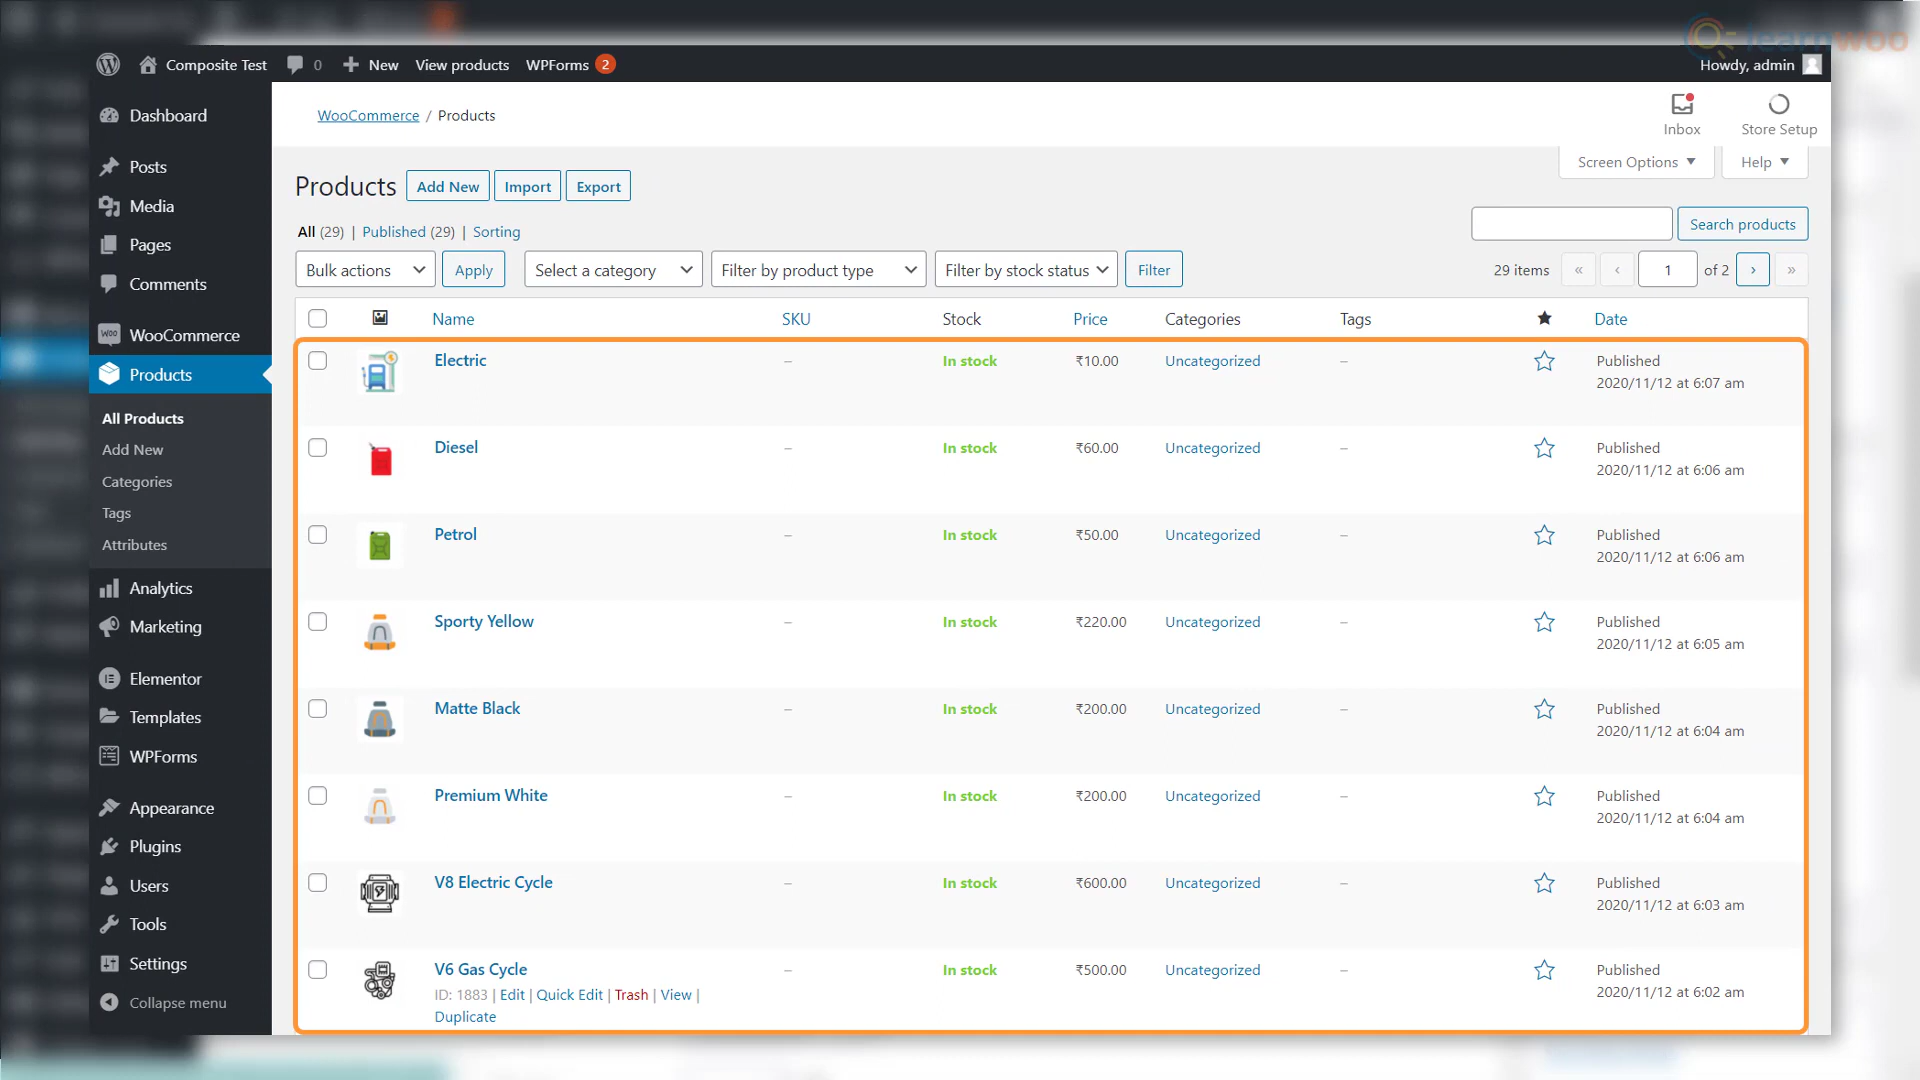 learnwoo
Composite Test 0 New View products WPForms 2
Howdy, admin
Dashboard
Posts
Media
Pages
Comments
WooCommerce
Products
All Products
Add New
Categories
Tags
Attributes
Analytics
Marketing
Elementor
Templates
WPForms
Appearance
Plugins
Users
Tools
Settings
Collapse menu
WooCommerce / Products
Inbox
Store Setup
Screen Options
Help
Products Add New Import Export
All (29) | Published (29) | Sorting
Search products
Bulk actions Apply Select a category Filter by product type Filter by stock status Filter
29 items « ‹ 1 of 2 › »
Name SKU Stock Price Categories Tags Date
Electric – In stock ₹10.00 Uncategorized – Published
2020/11/12 at 6:07 am
Diesel – In stock ₹60.00 Uncategorized – Published
2020/11/12 at 6:06 am
Petrol – In stock ₹50.00 Uncategorized – Published
2020/11/12 at 6:06 am
Sporty Yellow – In stock ₹220.00 Uncategorized – Published
2020/11/12 at 6:05 am
Matte Black – In stock ₹200.00 Uncategorized – Published
2020/11/12 at 6:04 am
Premium White – In stock ₹200.00 Uncategorized – Published
2020/11/12 at 6:04 am
V8 Electric Cycle – In stock ₹600.00 Uncategorized – Published
2020/11/12 at 6:03 am
V6 Gas Cycle – In stock ₹500.00 Uncategorized – Published
ID: 1883 | Edit | Quick Edit | Trash | View | 2020/11/12 at 6:02 am
Duplicate